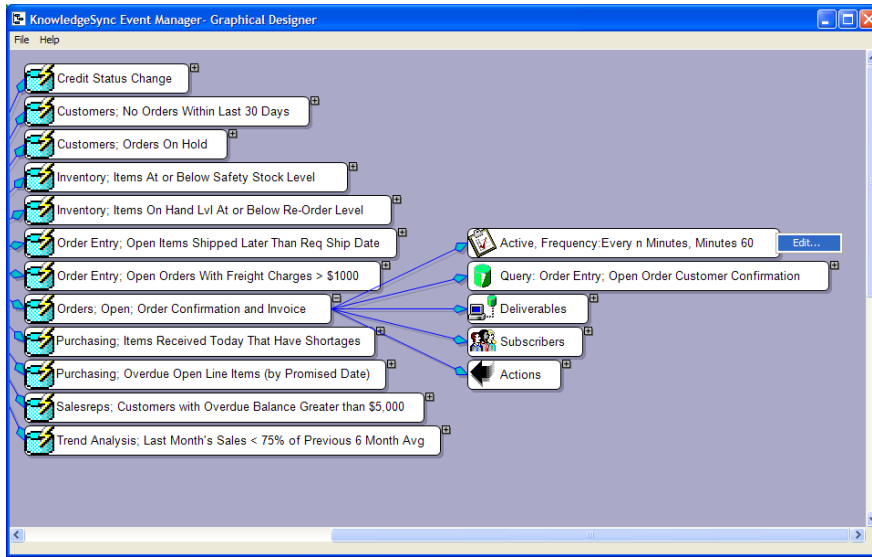 KnowledgeSync Event Manager- Graphical Designer
File Help
Credit Status Change
Customers; No Orders Within Last 30 Days
Customers; Orders On Hold
Inventory; Items At or Below Safety Stock Level
Inventory; Items On Hand Lvl At or Below Re-Order Level
Order Entry; Open Items Shipped Later Than Req Ship Date
Order Entry; Open Orders With Freight Charges > $1000
Orders; Open; Order Confirmation and Invoice
Purchasing; Items Received Today That Have Shortages
Purchasing; Overdue Open Line Items (by Promised Date)
Salesreps; Customers with Overdue Balance Greater than $5,000
Trend Analysis; Last Month's Sales < 75% of Previous 6 Month Avg
Active, Frequency:Every n Minutes, Minutes 60
Edit...
Query: Order Entry; Open Order Customer Confirmation
Deliverables
Subscribers
Actions